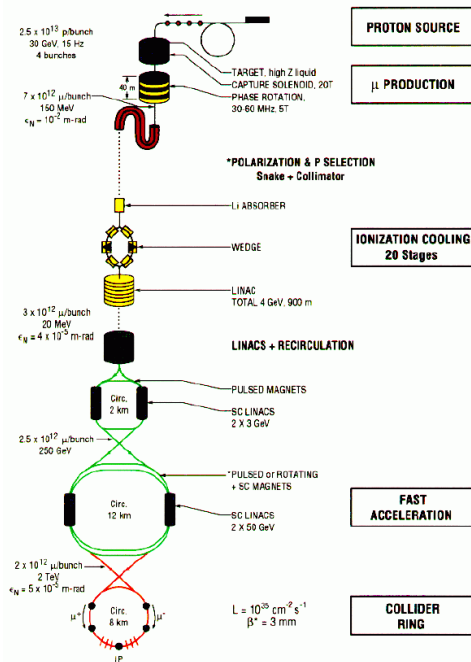 2.5 x 10¹³ p/bunch
30 GeV, 15 Hz
4 bunches
PROTON SOURCE
TARGET, high Z liquid
CAPTURE SOLENOID, 20T
PHASE ROTATION,
30-60 MHz, 5T
40 m
μ PRODUCTION
7 x 10¹² μ/bunch
150 MeV
ϵN = 10⁻² m-rad
*POLARIZATION & P SELECTION
Snake + Collimator
Li ABSORBER
WEDGE
IONIZATION COOLING
20 Stages
LINAC
TOTAL 4 GeV, 900 m
3 x 10¹² μ/bunch
20 MeV
ϵN = 4 x 10⁻⁵ m-rad
LINACS + RECIRCULATION
PULSED MAGNETS
Circ.
2 km
SC LINACS
2 X 3 GeV
2.5 x 10¹² μ/bunch
250 GeV
*PULSED or ROTATING
+ SC MAGNETS
Circ.
12 km
SC LINACS
2 X 50 GeV
FAST
ACCELERATION
2 x 10¹² μ/bunch
2 TeV
ϵN = 5 x 10⁻⁵ m-rad
μ⁺
Circ.
8 km
μ⁻
IP
L = 10³⁵ cm⁻² s⁻¹
β* = 3 mm
COLLIDER
RING